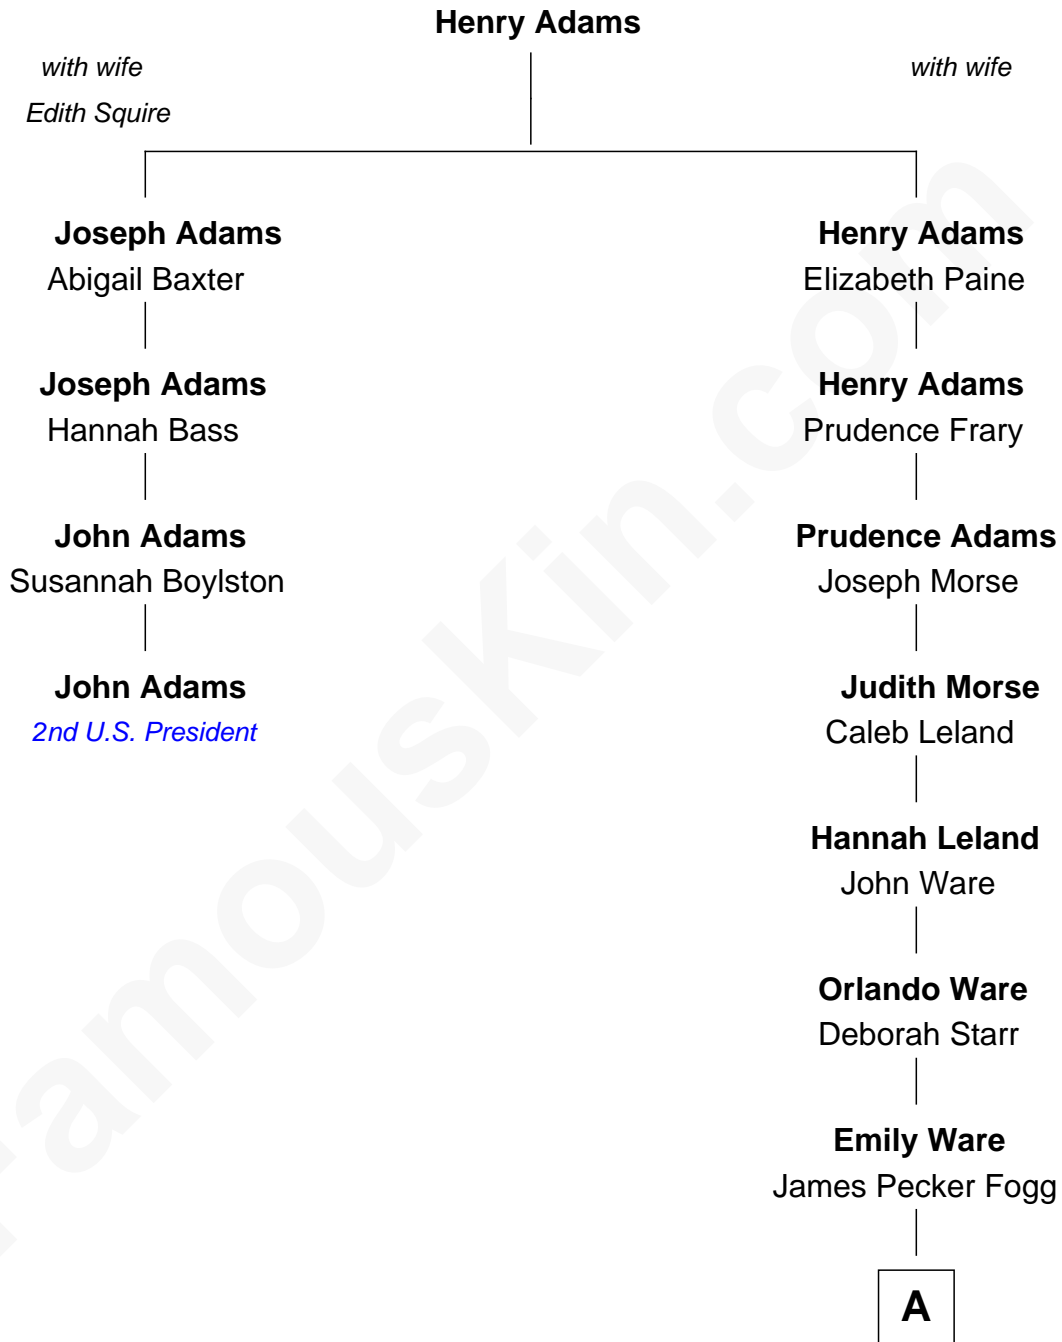 Henry Adams
with wife
Edith Squire
with wife
Joseph Adams
Abigail Baxter
Henry Adams
Elizabeth Paine
Joseph Adams
Hannah Bass
Henry Adams
Prudence Frary
John Adams
Susannah Boylston
Prudence Adams
Joseph Morse
John Adams
2nd U.S. President
Judith Morse
Caleb Leland
Hannah Leland
John Ware
Orlando Ware
Deborah Starr
Emily Ware
James Pecker Fogg
A
FamousKin.com